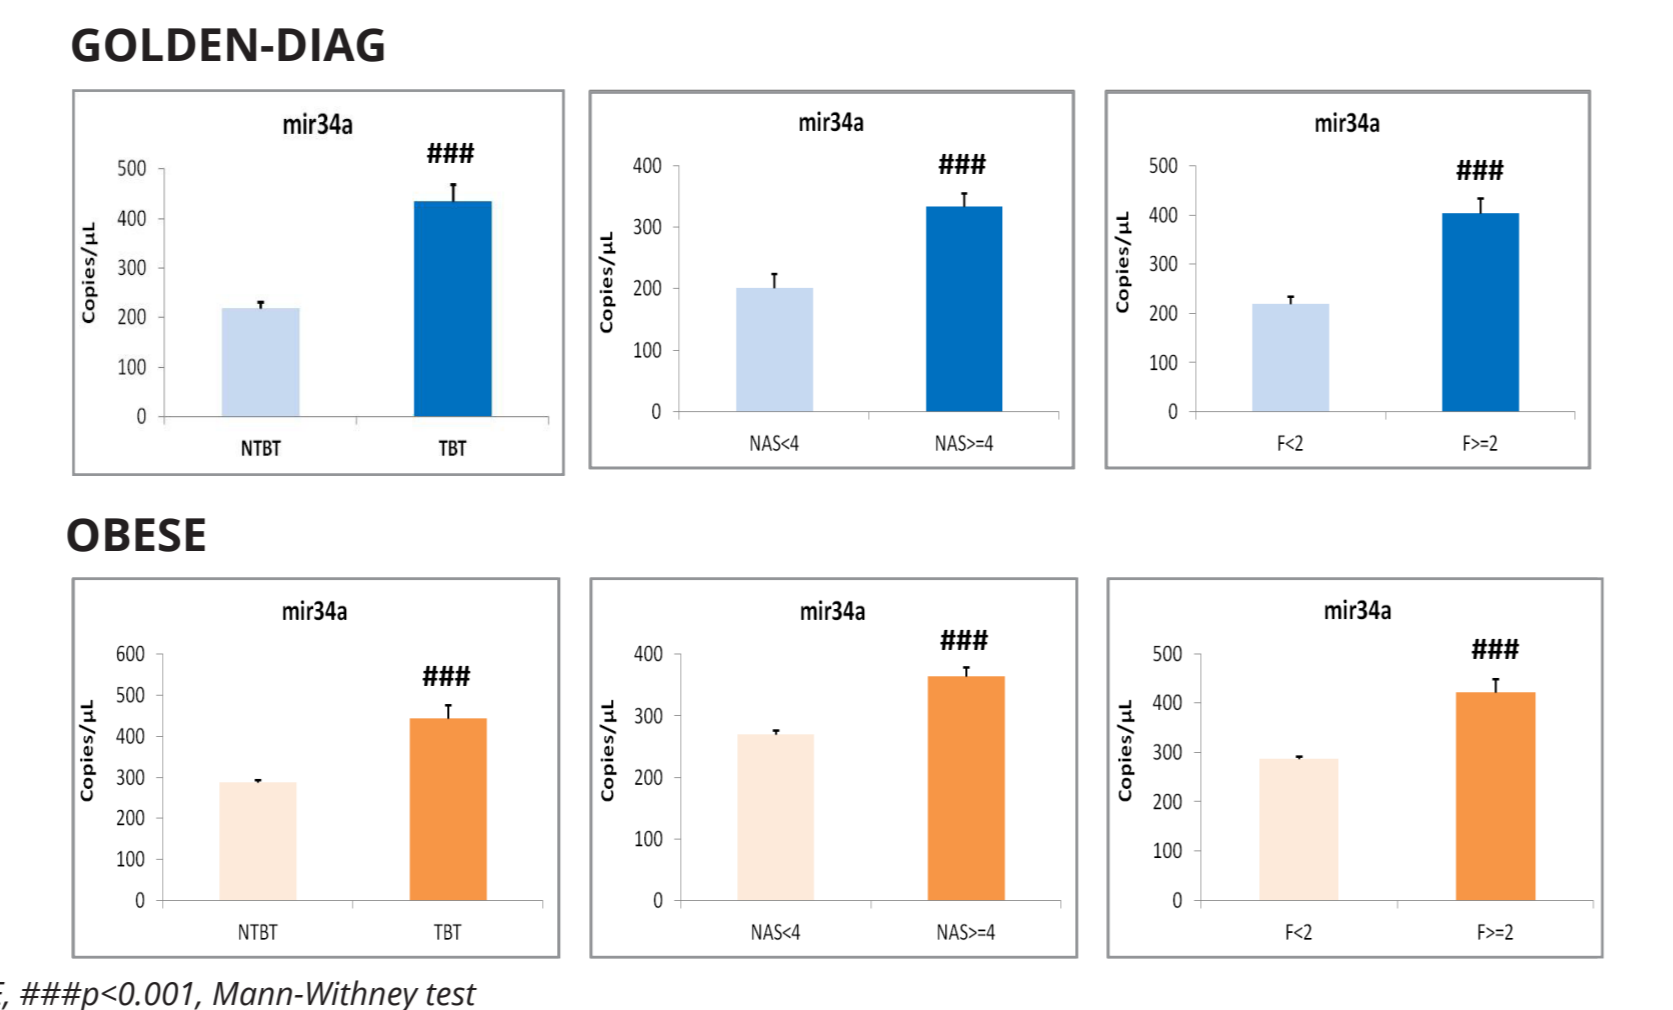 GOLDEN-DIAG
mir34a
###
500
400
300
200
100
0
Copies/µL
NTBT
TBT
mir34a
###
400
300
200
100
0
Copies/µL
NAS<4
NAS>=4
mir34a
###
500
400
300
200
100
0
Copies/µL
F<2
F>=2
OBESE
mir34a
###
600
500
400
300
200
100
0
Copies/µL
NTBT
TBT
mir34a
###
400
300
200
100
0
Copies/µL
NAS<4
NAS>=4
mir34a
###
500
400
300
200
100
0
Copies/µL
F<2
F>=2
, ###p<0.001, Mann-Withney test